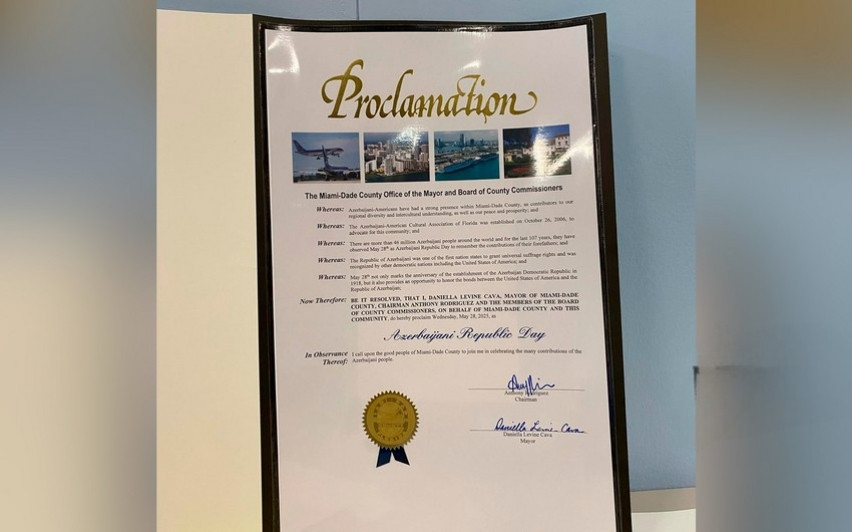 Proclamation
The Miami-Dade County Office of the Mayor and Board of County Commissioners
Whereas: Azerbaijani-Americans have had a strong presence within Miami-Dade County, as contributors to our
regional diversity and intercultural understanding, as well as our peace and prosperity; and
Whereas: The Azerbaijani-American Cultural Association of Florida was established on October 26, 2006, to
advocate for this community; and
Whereas: There are more than 46 million Azerbaijani people around the world and for the last 107 years, they have
observed May 28th as Azerbaijani Republic Day to remember the contributions of their forefathers; and
Whereas: The Republic of Azerbaijan was one of the first nation states to grant universal suffrage rights and was
recognized by other democratic nations including the United States of America; and
Whereas: May 28th not only marks the anniversary of the establishment of the Azerbaijan Democratic Republic in
1918, but it also provides an opportunity to honor the bonds between the United States of America and the
Republic of Azerbaijan;
Now Therefore: BE IT RESOLVED, THAT I, DANIELLA LEVINE CAVA, MAYOR OF MIAMI-DADE
COUNTY, CHAIRMAN ANTHONY RODRIGUEZ AND THE MEMBERS OF THE BOARD
OF COUNTY COMMISSIONERS, ON BEHALF OF MIAMI-DADE COUNTY AND THIS
COMMUNITY, do hereby proclaim Wednesday, May 28, 2025, as
Azerbaijani Republic Day
In Observance Thereof: I call upon the good people of Miami-Dade County to join me in celebrating the many contributions of the
Azerbaijani people.
Anthony Rodriguez
Chairman
Daniella Levine Cava
Daniella Levine Cava
Mayor